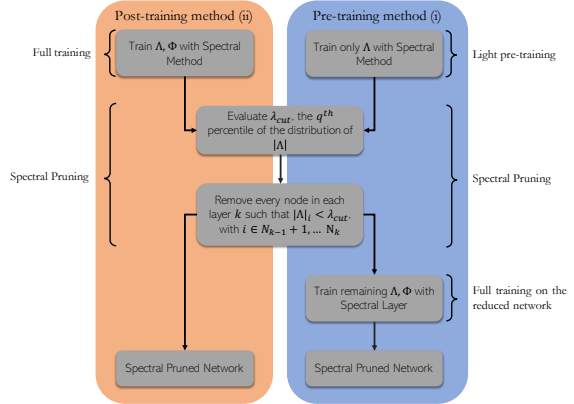 Post-training method (ii)
Pre-training method (i)
Full training
Train Λ, Φ with Spectral
Method
Train only Λ with Spectral
Method
Light pre-training
Evaluate λcut, the qth
percentile of the distribution of
|Λ|
Spectral Pruning
Spectral Pruning
Remove every node in each
layer k such that |Λ|i < λcut,
with i ∈ Nk−1 + 1, … Nk
Train remaining Λ, Φ with
Spectral Layer
Full training on the
reduced network
Spectral Pruned Network
Spectral Pruned Network